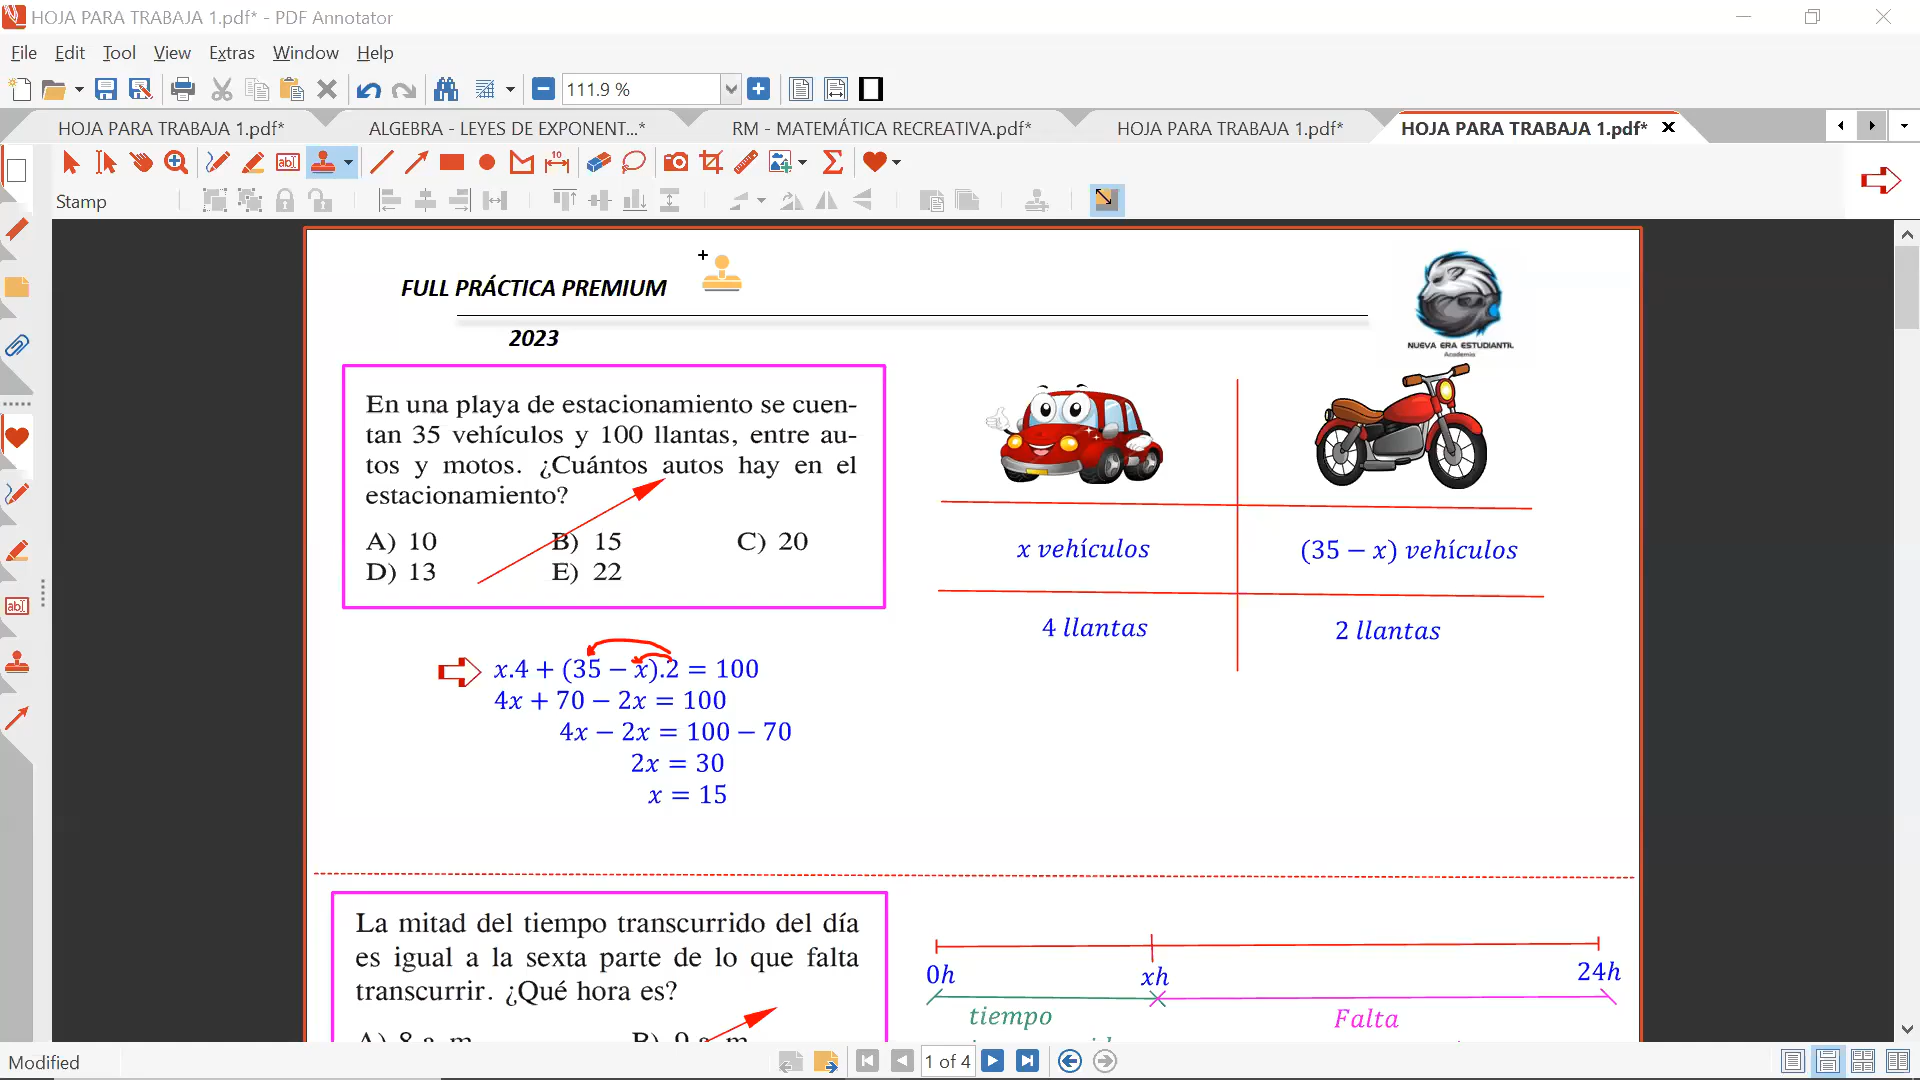 HOJA PARA TRABAJA 1.pdf* - PDF Annotator
File Edit Tool View Extras Window Help
111.9 %
HOJA PARA TRABAJA 1.pdf*
ALGEBRA - LEYES DE EXPONENT...*
RM - MATEMÁTICA RECREATIVA.pdf*
HOJA PARA TRABAJA 1.pdf*
HOJA PARA TRABAJA 1.pdf*
Stamp
FULL PRÁCTICA PREMIUM
2023
NUEVA ERA ESTUDIANTIL
Academia
En una playa de estacionamiento se cuen-
tan 35 vehículos y 100 llantas, entre au-
tos y motos. ¿Cuántos autos hay en el
estacionamiento?
A) 10 B) 15 C) 20
D) 13 E) 22
x vehículos
(35 − x) vehículos
4 llantas
2 llantas
x.4 + (35 − x).2 = 100
4x + 70 − 2x = 100
4x − 2x = 100 − 70
2x = 30
x = 15
La mitad del tiempo transcurrido del día
es igual a la sexta parte de lo que falta
transcurrir. ¿Qué hora es?
0h
xh
24h
tiempo
Falta
Modified
1 of 4